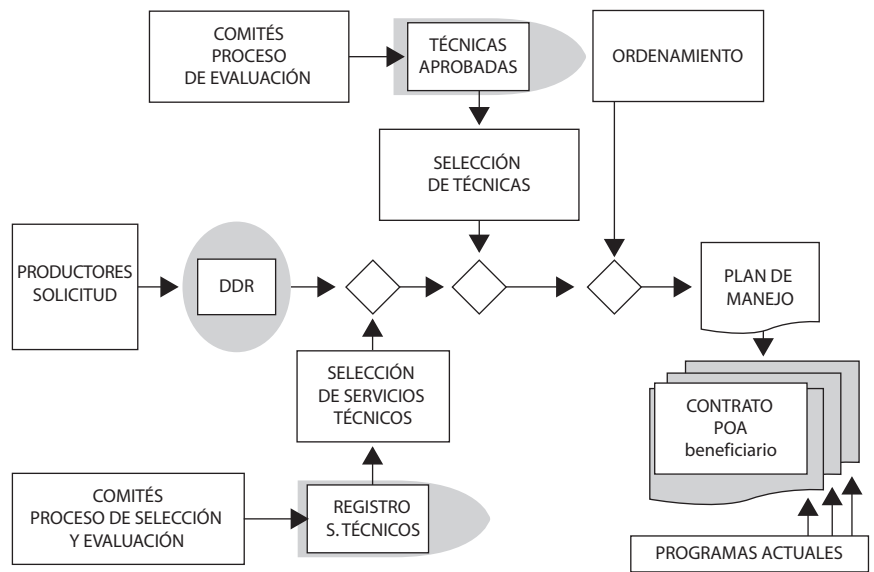 COMITÉS
PROCESO
DE EVALUACIÓN
TÉCNICAS
APROBADAS
ORDENAMIENTO
SELECCIÓN
DE TÉCNICAS
PRODUCTORES
SOLICITUD
DDR
PLAN DE
MANEJO
SELECCIÓN
DE SERVICIOS
TÉCNICOS
CONTRATO
POA
beneficiario
COMITÉS
PROCESO DE SELECCIÓN
Y EVALUACIÓN
REGISTRO
S. TÉCNICOS
PROGRAMAS ACTUALES